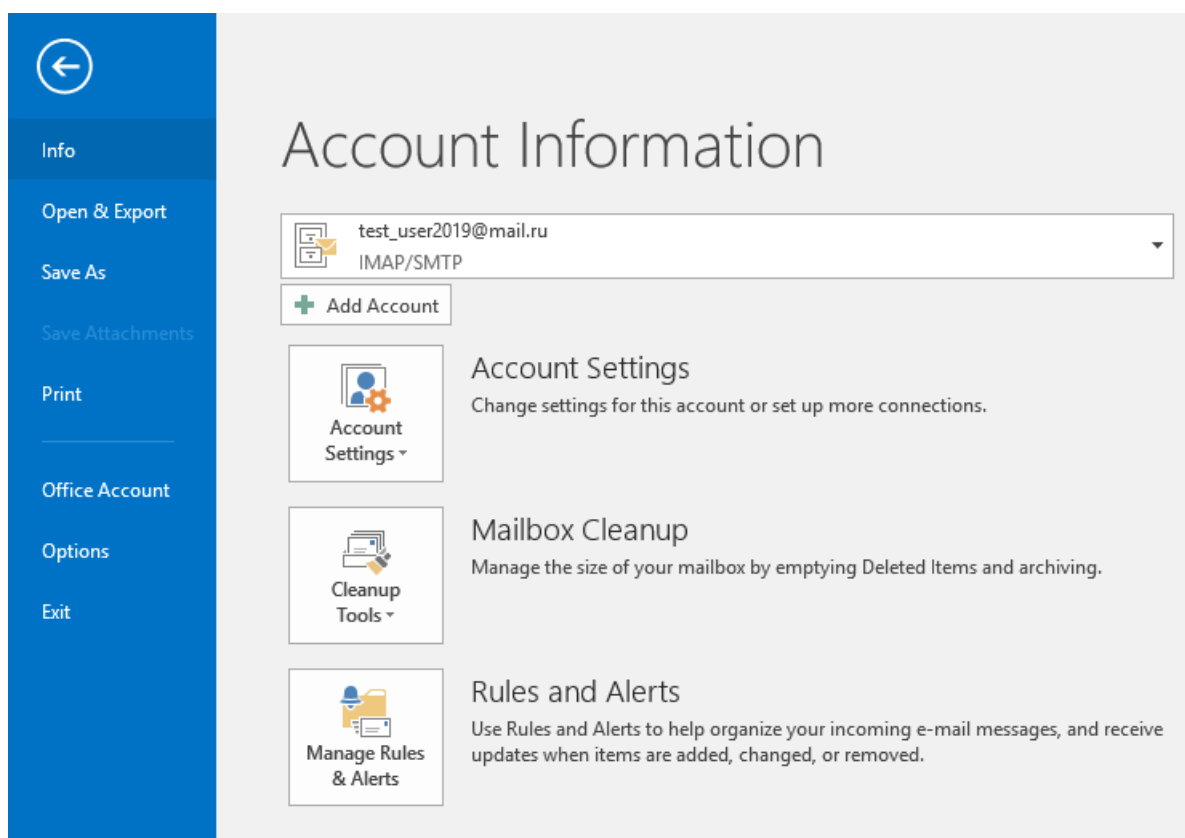 Info
Open & Export
Save As
Save Attachments
Print
Office Account
Options
Exit
Account Information
test_user2019@mail.ru
IMAP/SMTP
Add Account
Account
Settings
Account Settings
Change settings for this account or set up more connections.
Cleanup
Tools
Mailbox Cleanup
Manage the size of your mailbox by emptying Deleted Items and archiving.
Manage Rules
& Alerts
Rules and Alerts
Use Rules and Alerts to help organize your incoming e-mail messages, and receive
updates when items are added, changed, or removed.